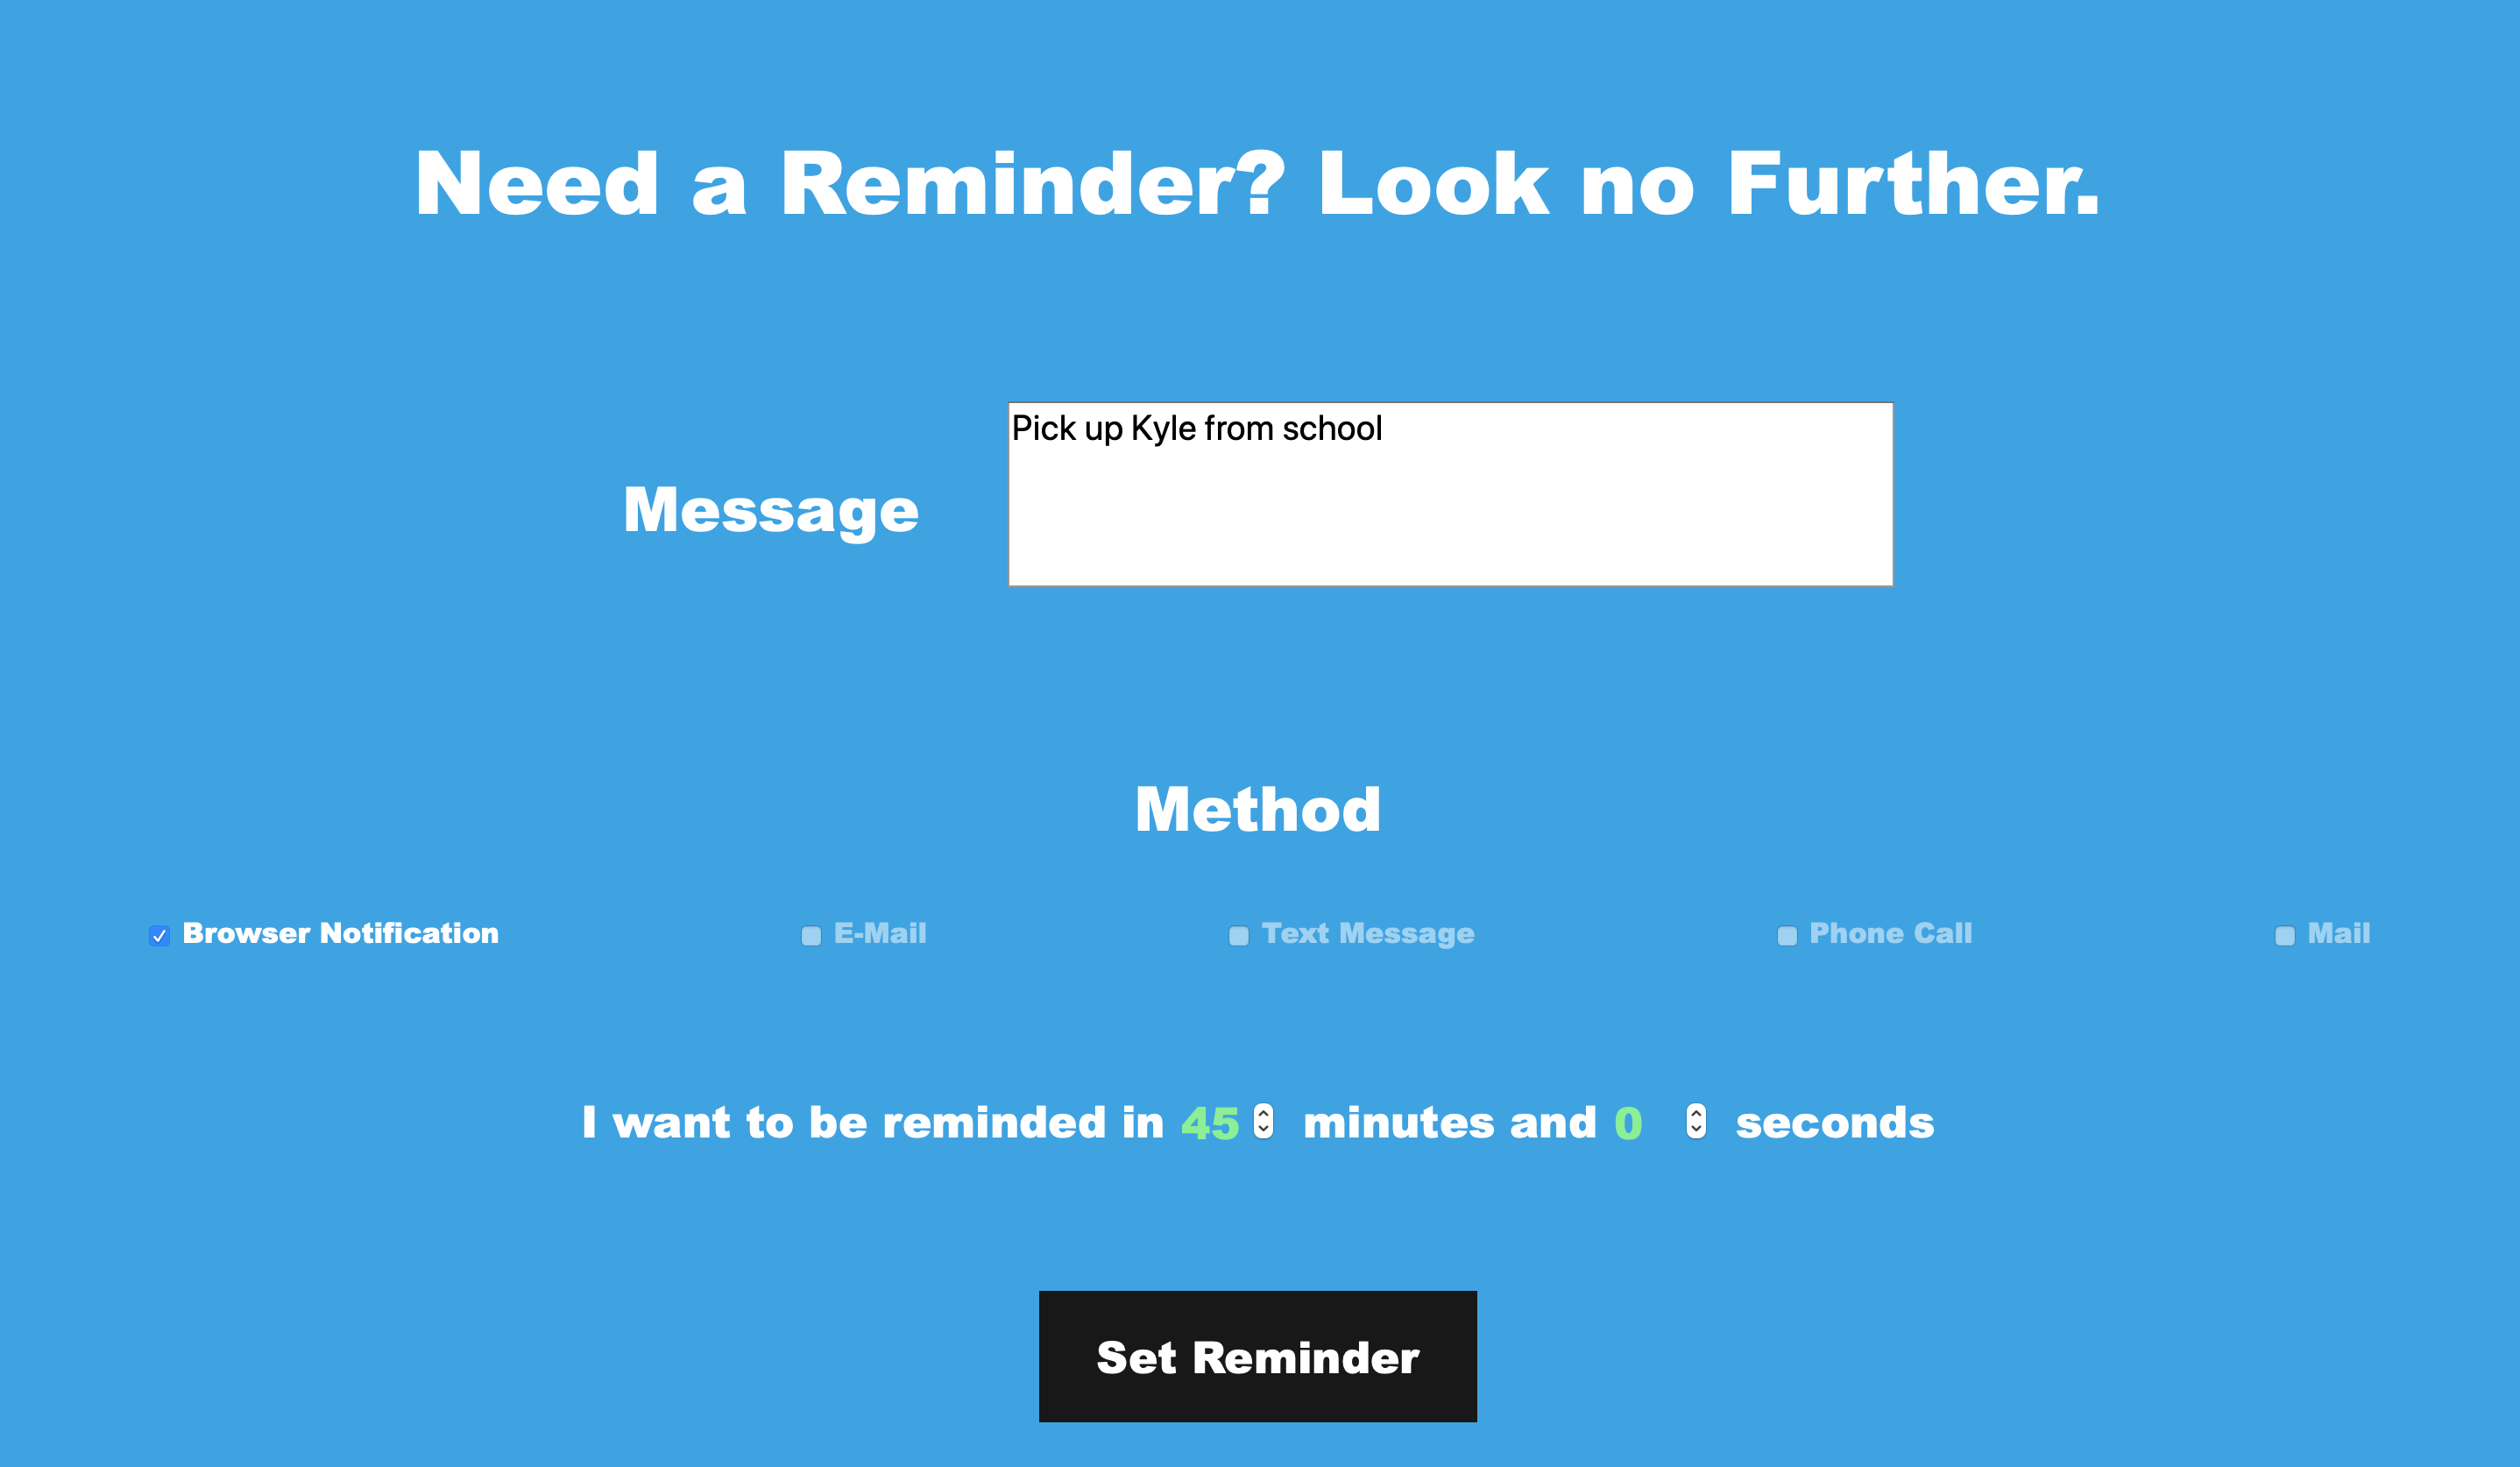 Need a Reminder? Look no Further.
Message
Pick up Kyle from school
Method
Browser Notification E-Mail Text Message Phone Call Mail
I want to be reminded in 45 minutes and 0 seconds
Set Reminder